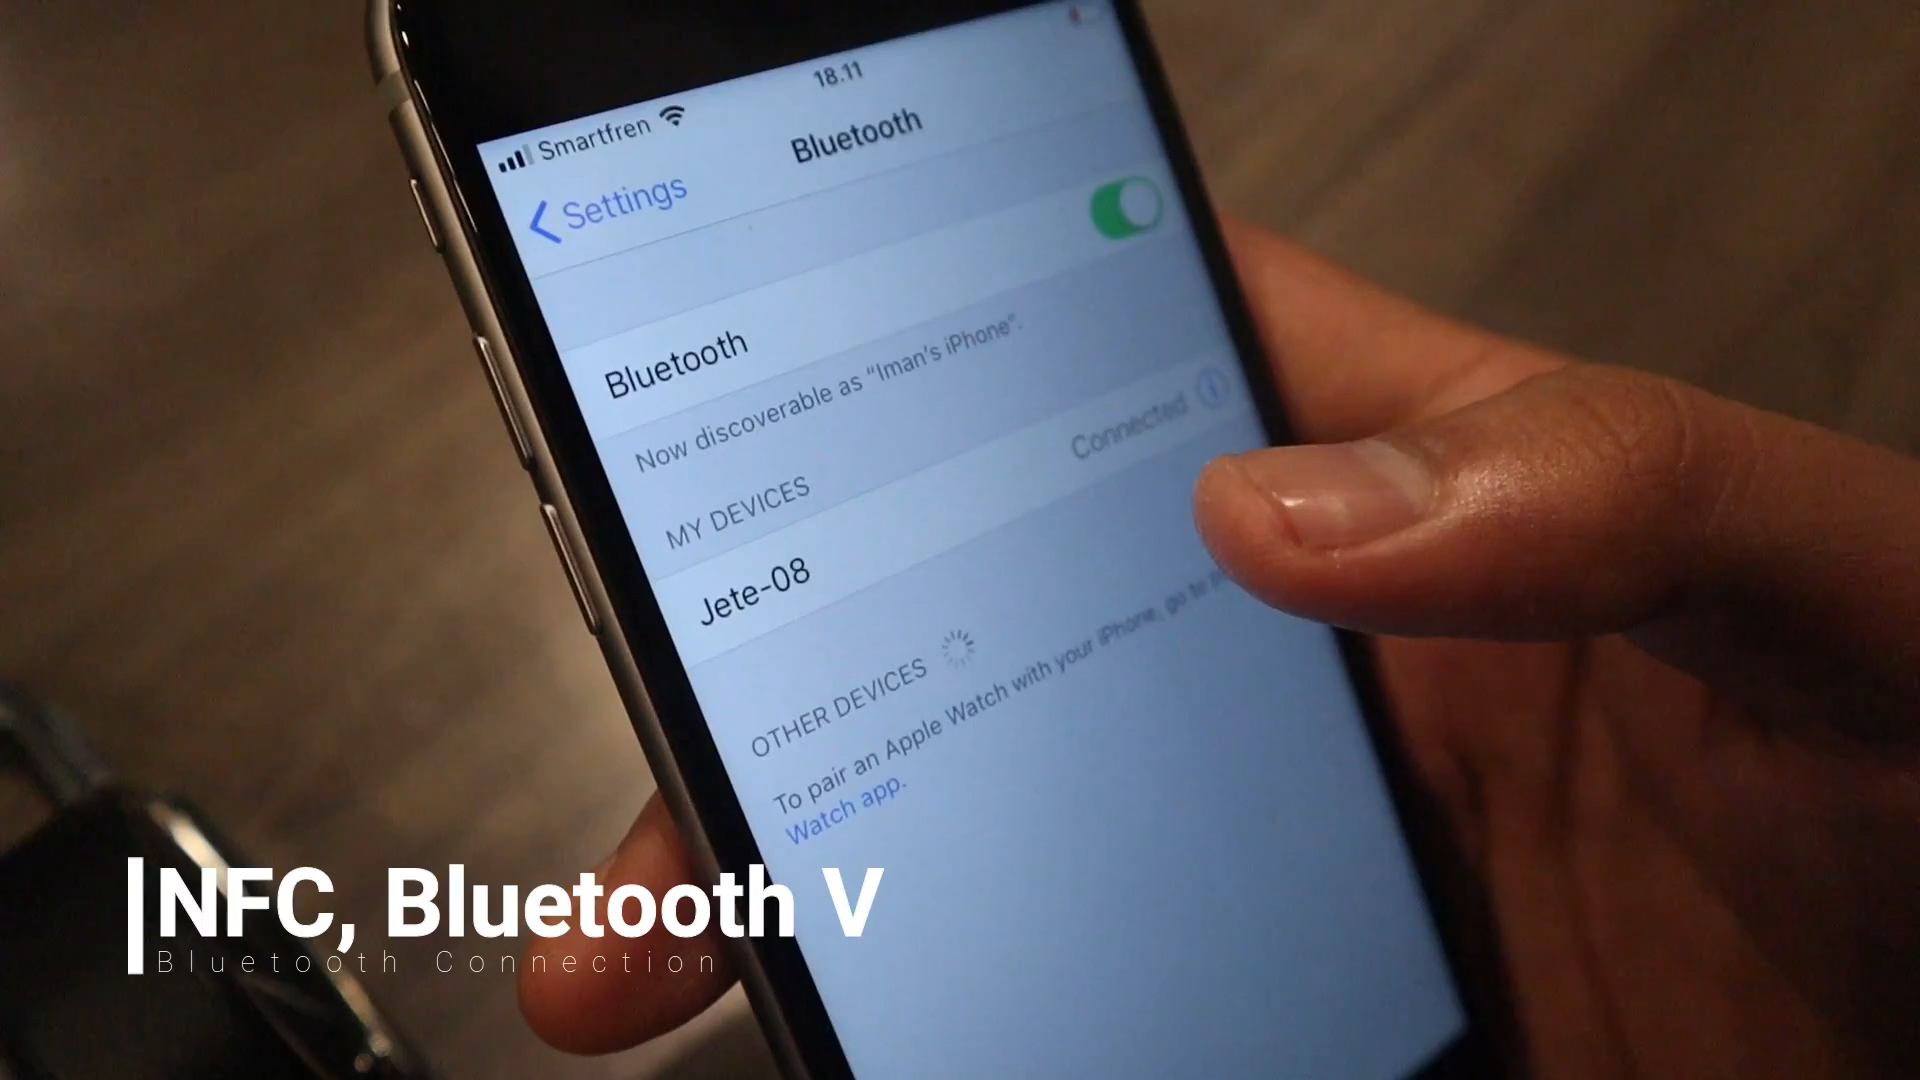 18.11
Smartfren
Bluetooth
Settings
Bluetooth
Now discoverable as “Iman’s iPhone”.
MY DEVICES
Jete-08 Connected
OTHER DEVICES
To pair an Apple Watch with your iPhone, go to
Watch app.
NFC, Bluetooth V
Bluetooth Connection